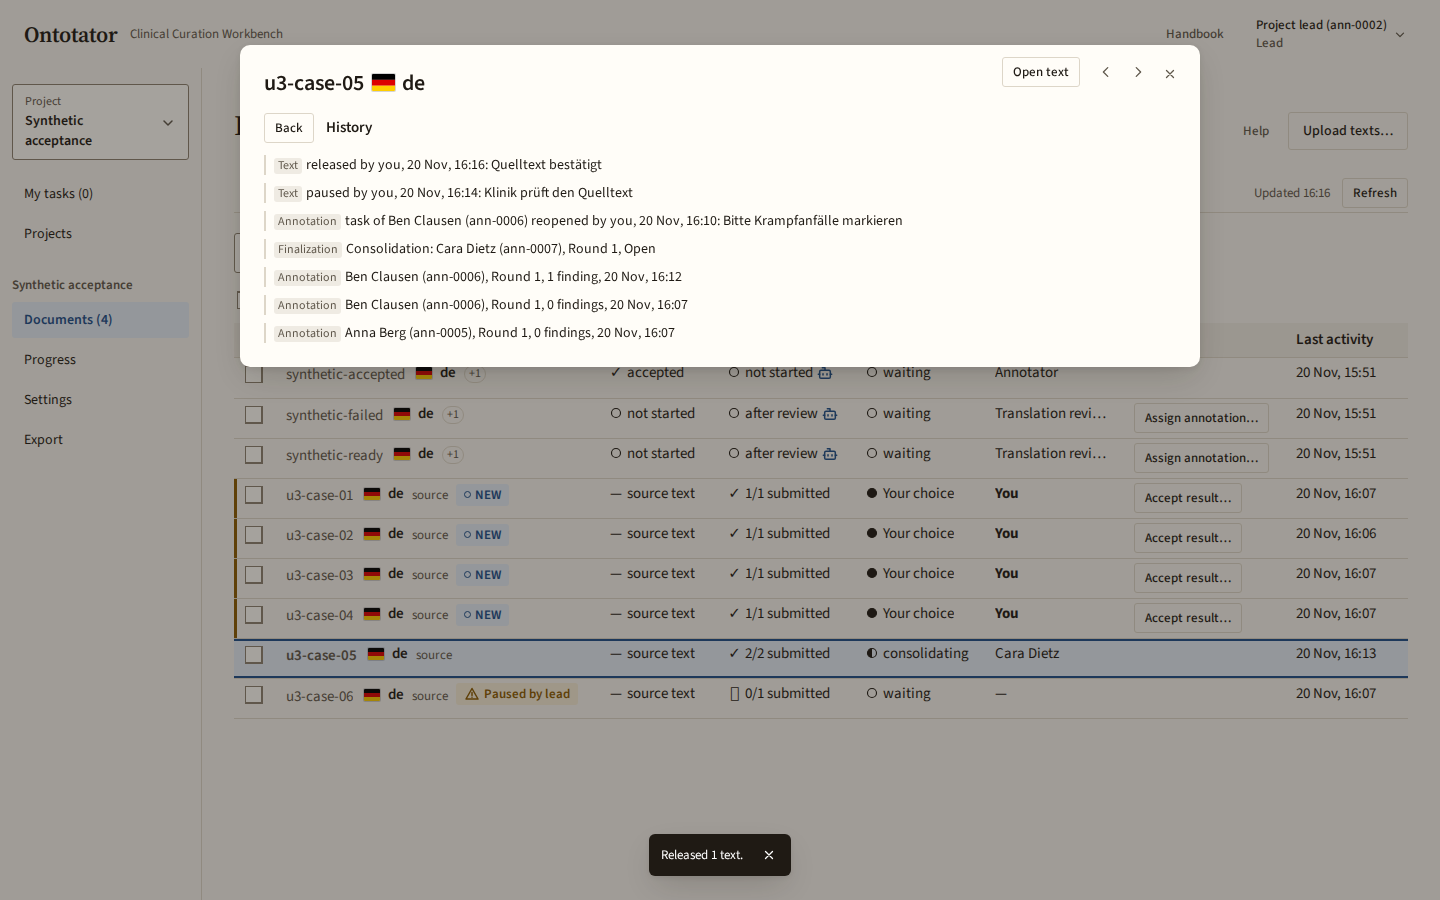 Ontotator Clinical Curation Workbench
Handbook
Project lead (ann-0002)
Lead
Project
Synthetic
acceptance
My tasks (0)
Projects
Synthetic acceptance
Documents (4)
Progress
Settings
Export
u3-case-05 de
Open text
Back History
Text released by you, 20 Nov, 16:16: Quelltext bestätigt
Text paused by you, 20 Nov, 16:14: Klinik prüft den Quelltext
Annotation task of Ben Clausen (ann-0006) reopened by you, 20 Nov, 16:10: Bitte Krampfanfälle markieren
Finalization Consolidation: Cara Dietz (ann-0007), Round 1, Open
Annotation Ben Clausen (ann-0006), Round 1, 1 finding, 20 Nov, 16:12
Annotation Ben Clausen (ann-0006), Round 1, 0 findings, 20 Nov, 16:07
Annotation Anna Berg (ann-0005), Round 1, 0 findings, 20 Nov, 16:07
Help Upload texts…
Updated 16:16 Refresh
Last activity
synthetic-accepted de +1 ✓ accepted not started waiting Annotator 20 Nov, 15:51
synthetic-failed de +1 not started after review waiting Translation revi… Assign annotation… 20 Nov, 15:51
synthetic-ready de +1 not started after review waiting Translation revi… Assign annotation… 20 Nov, 15:51
u3-case-01 de source NEW — source text ✓ 1/1 submitted Your choice You Accept result… 20 Nov, 16:07
u3-case-02 de source NEW — source text ✓ 1/1 submitted Your choice You Accept result… 20 Nov, 16:06
u3-case-03 de source NEW — source text ✓ 1/1 submitted Your choice You Accept result… 20 Nov, 16:07
u3-case-04 de source NEW — source text ✓ 1/1 submitted Your choice You Accept result… 20 Nov, 16:07
u3-case-05 de source — source text ✓ 2/2 submitted consolidating Cara Dietz 20 Nov, 16:13
u3-case-06 de source Paused by lead — source text 0/1 submitted waiting — 20 Nov, 16:07
Released 1 text.